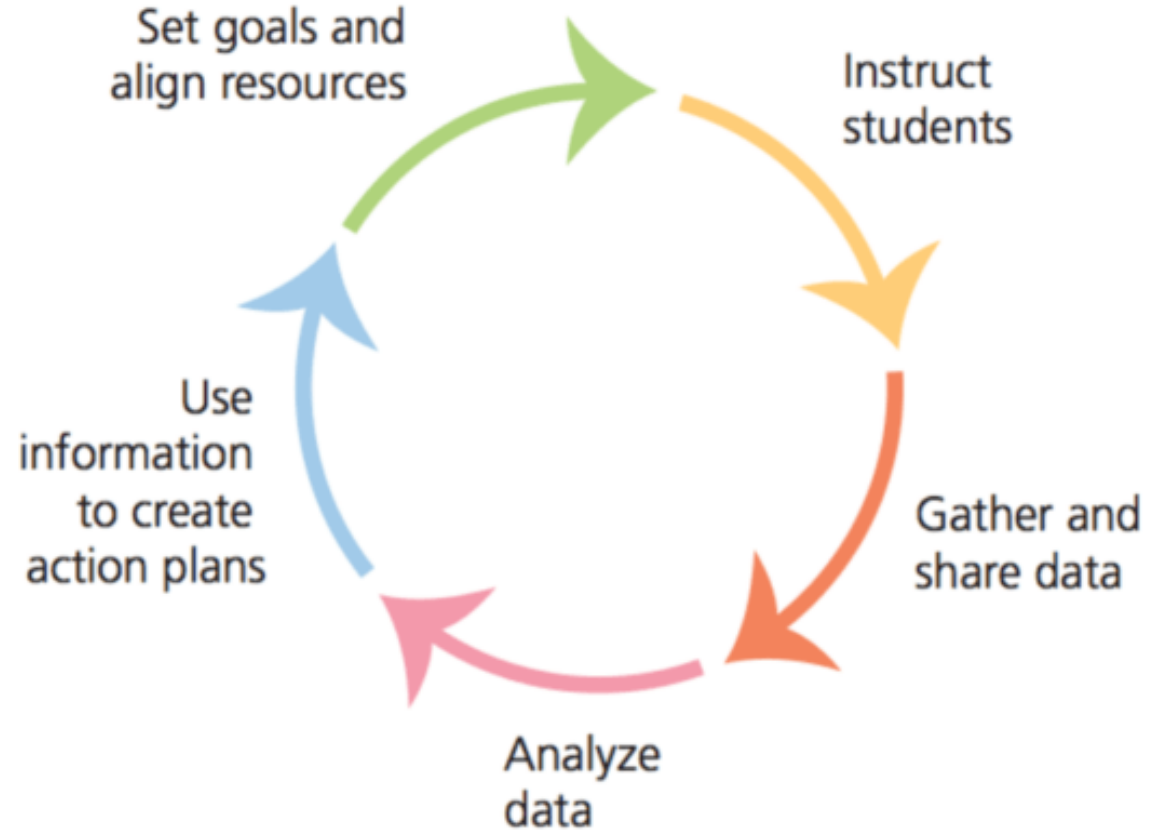 Set goals and
align resources
Instruct
students
Gather and
share data
Analyze
data
Use
information
to create
action plans